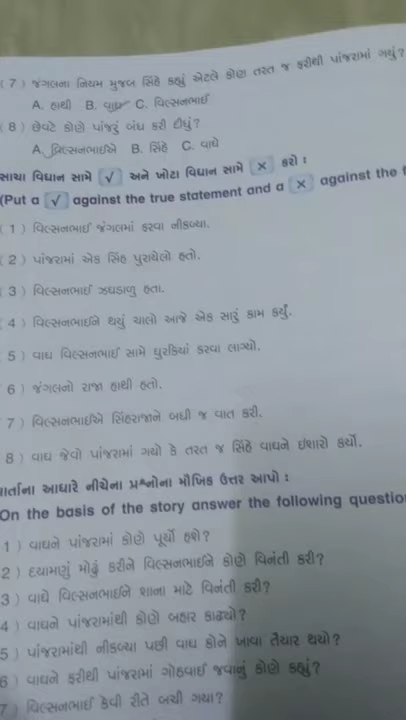 (7) જંગલના નિયમ મુજબ સિંહે કહ્યું એટલે કોણ તરત જ ફરીથી પાંજરામાં ગયું?
A. હાથી B. વાઘ C. વિલ્સનભાઈ
(8) છેવટે કોણે પાંજરું બંધ કરી દીધું?
A. વિલ્સનભાઈએ B. સિંહે C. વાઘે
સાચા વિધાન સામે √ અને ખોટા વિધાન સામે × કરો :
(Put a √ against the true statement and a × against the
(1) વિલ્સનભાઈ જંગલમાં ફરવા નીકળ્યા.
(2) પાંજરામાં એક સિંહ પુરાયેલો હતો.
3) વિલ્સનભાઈ ઝઘડાળુ હતા.
4) વિલ્સનભાઈને થયું ચાલો આજે એક સારું કામ કર્યું.
5) વાઘ વિલ્સનભાઈ સામે ઘુરકિયાં કરવા લાગ્યો.
6) જંગલનો રાજા હાથી હતો.
7) વિલ્સનભાઈએ સિંહરાજાને બધી જ વાત કરી.
8) વાઘ જેવો પાંજરામાં ગયો કે તરત જ સિંહે વાઘને ઈશારો કર્યો.
વાર્તાના આધારે નીચેના પ્રશ્નોના મૌખિક ઉત્તર આપો :
On the basis of the story answer the following questio
1) વાઘને પાંજરામાં કોણે પૂર્યો હશે?
2) દયામણું મોઢું કરીને વિલ્સનભાઈને કોણે વિનંતી કરી?
3) વાઘે વિલ્સનભાઈને શાના માટે વિનંતી કરી?
4) વાઘને પાંજરામાંથી કોણે બહાર કાઢ્યો?
5) પાંજરામાંથી નીકળ્યા પછી વાઘ કોને ખાવા તૈયાર થયો?
6) વાઘને ફરીથી પાંજરામાં ગોઠવાઈ જવાનું કોણે કહ્યું?
7) વિલ્સનભાઈ કેવી રીતે બચી ગયા?